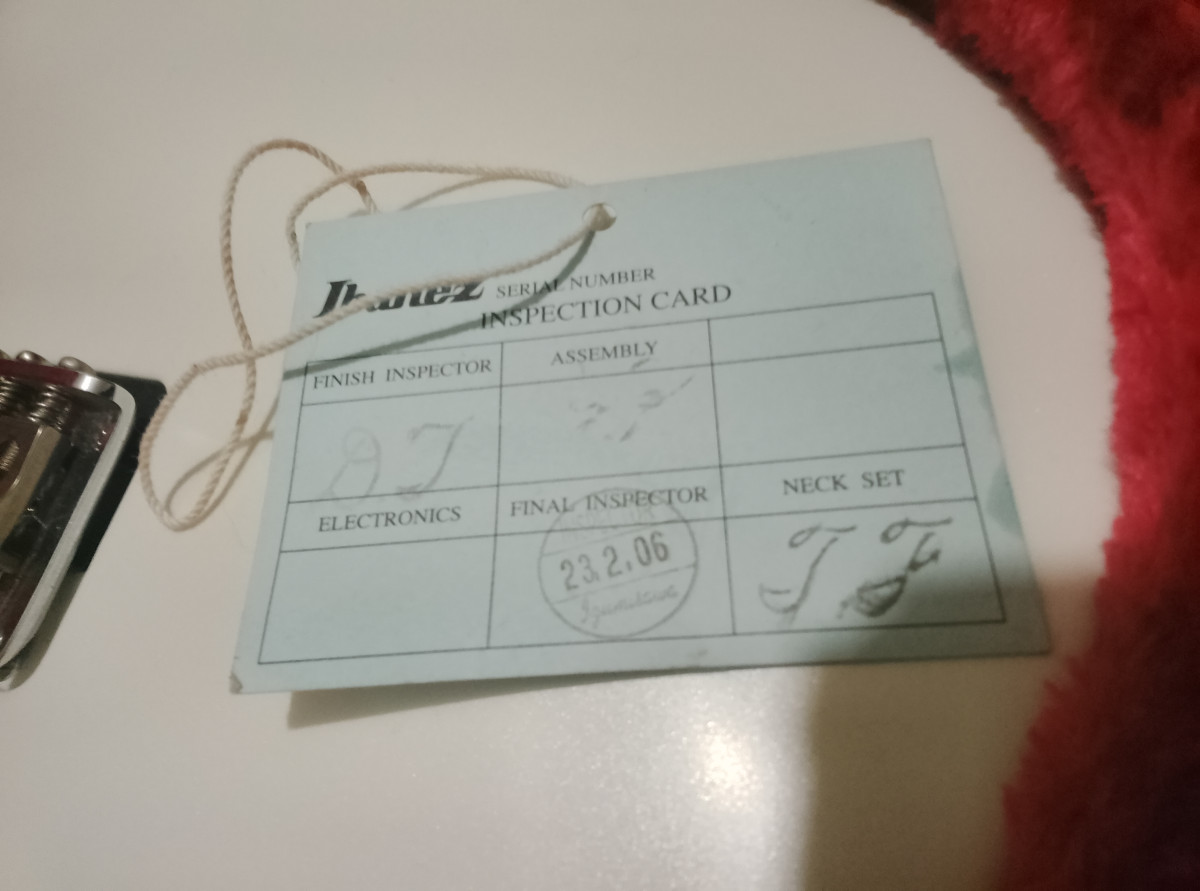 Ibanez SERIAL NUMBER
INSPECTION CARD
FINISH INSPECTOR ASSEMBLY
ELECTRONICS FINAL INSPECTOR NECK SET
23.2.06